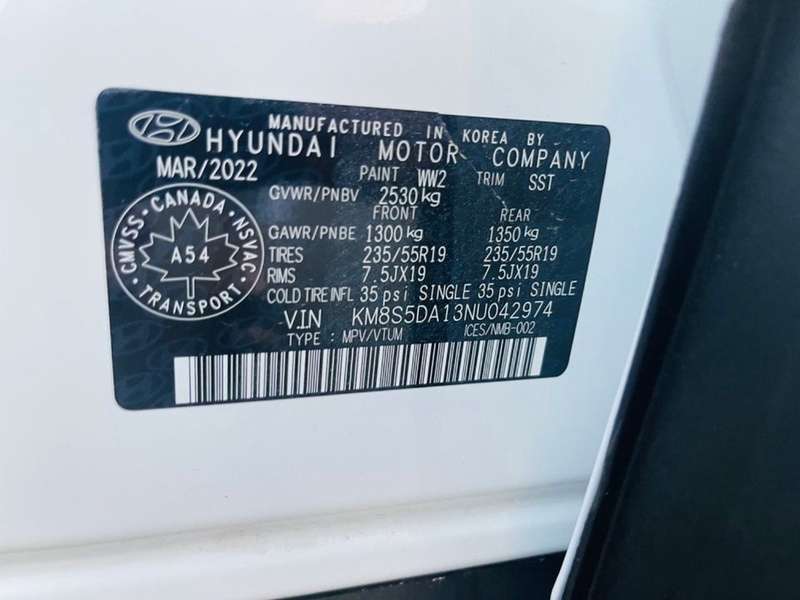 MANUFACTURED IN KOREA BY
HYUNDAI MOTOR COMPANY
MAR/2022 PAINT WW2 TRIM SST
GVWR/PNBV 2530 kg
FRONT REAR
GAWR/PNBE 1300 kg 1350 kg
TIRES 235/55R19 235/55R19
RIMS 7.5JX19 7.5JX19
COLD TIRE INFL 35 psi SINGLE 35 psi SINGLE
VIN KM8S5DA13NU042974
TYPE : MPV/VTUM ICES/NMB-002
CMVSS · CANADA · NSVAC
A54
· TRANSPORT ·